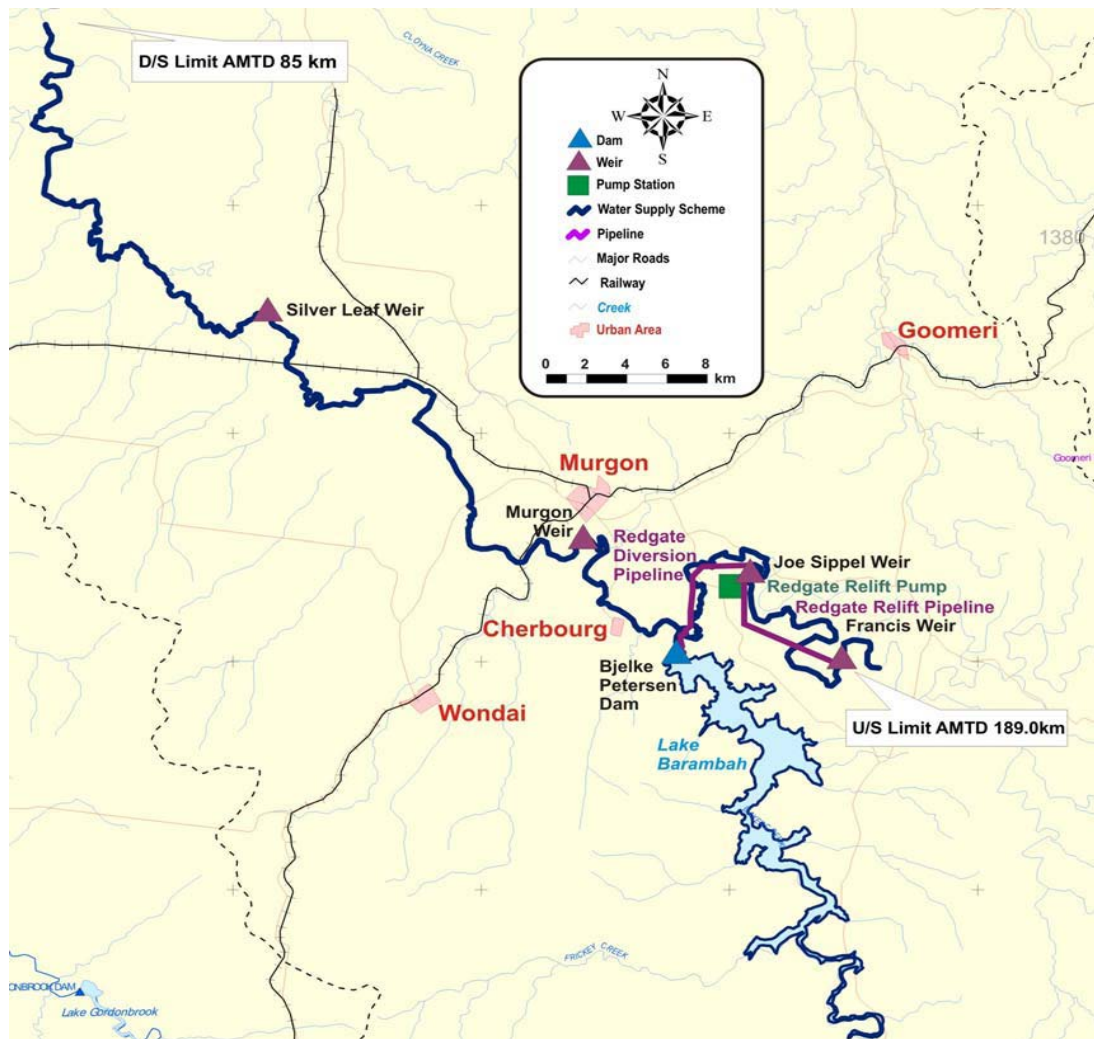 CLOYNA CREEK
D/S Limit AMTD 85 km
N
W
E
S
Dam
Weir
Pump Station
Water Supply Scheme
Pipeline
Major Roads
Railway
Creek
Urban Area
0 2 4 6 8
km
1380
Goomeri
Silver Leaf Weir
Murgon
Goomeri
Murgon
Weir
Redgate
Diversion
Pipeline
Joe Sippel Weir
Redgate Relift Pump
Redgate Relift Pipeline
Francis Weir
Cherbourg
Bjelke
Petersen
Dam
Wondai
U/S Limit AMTD 189.0km
Lake
Barambah
FRICKEY CREEK
ONBROOK DAM
Lake Gordonbrook